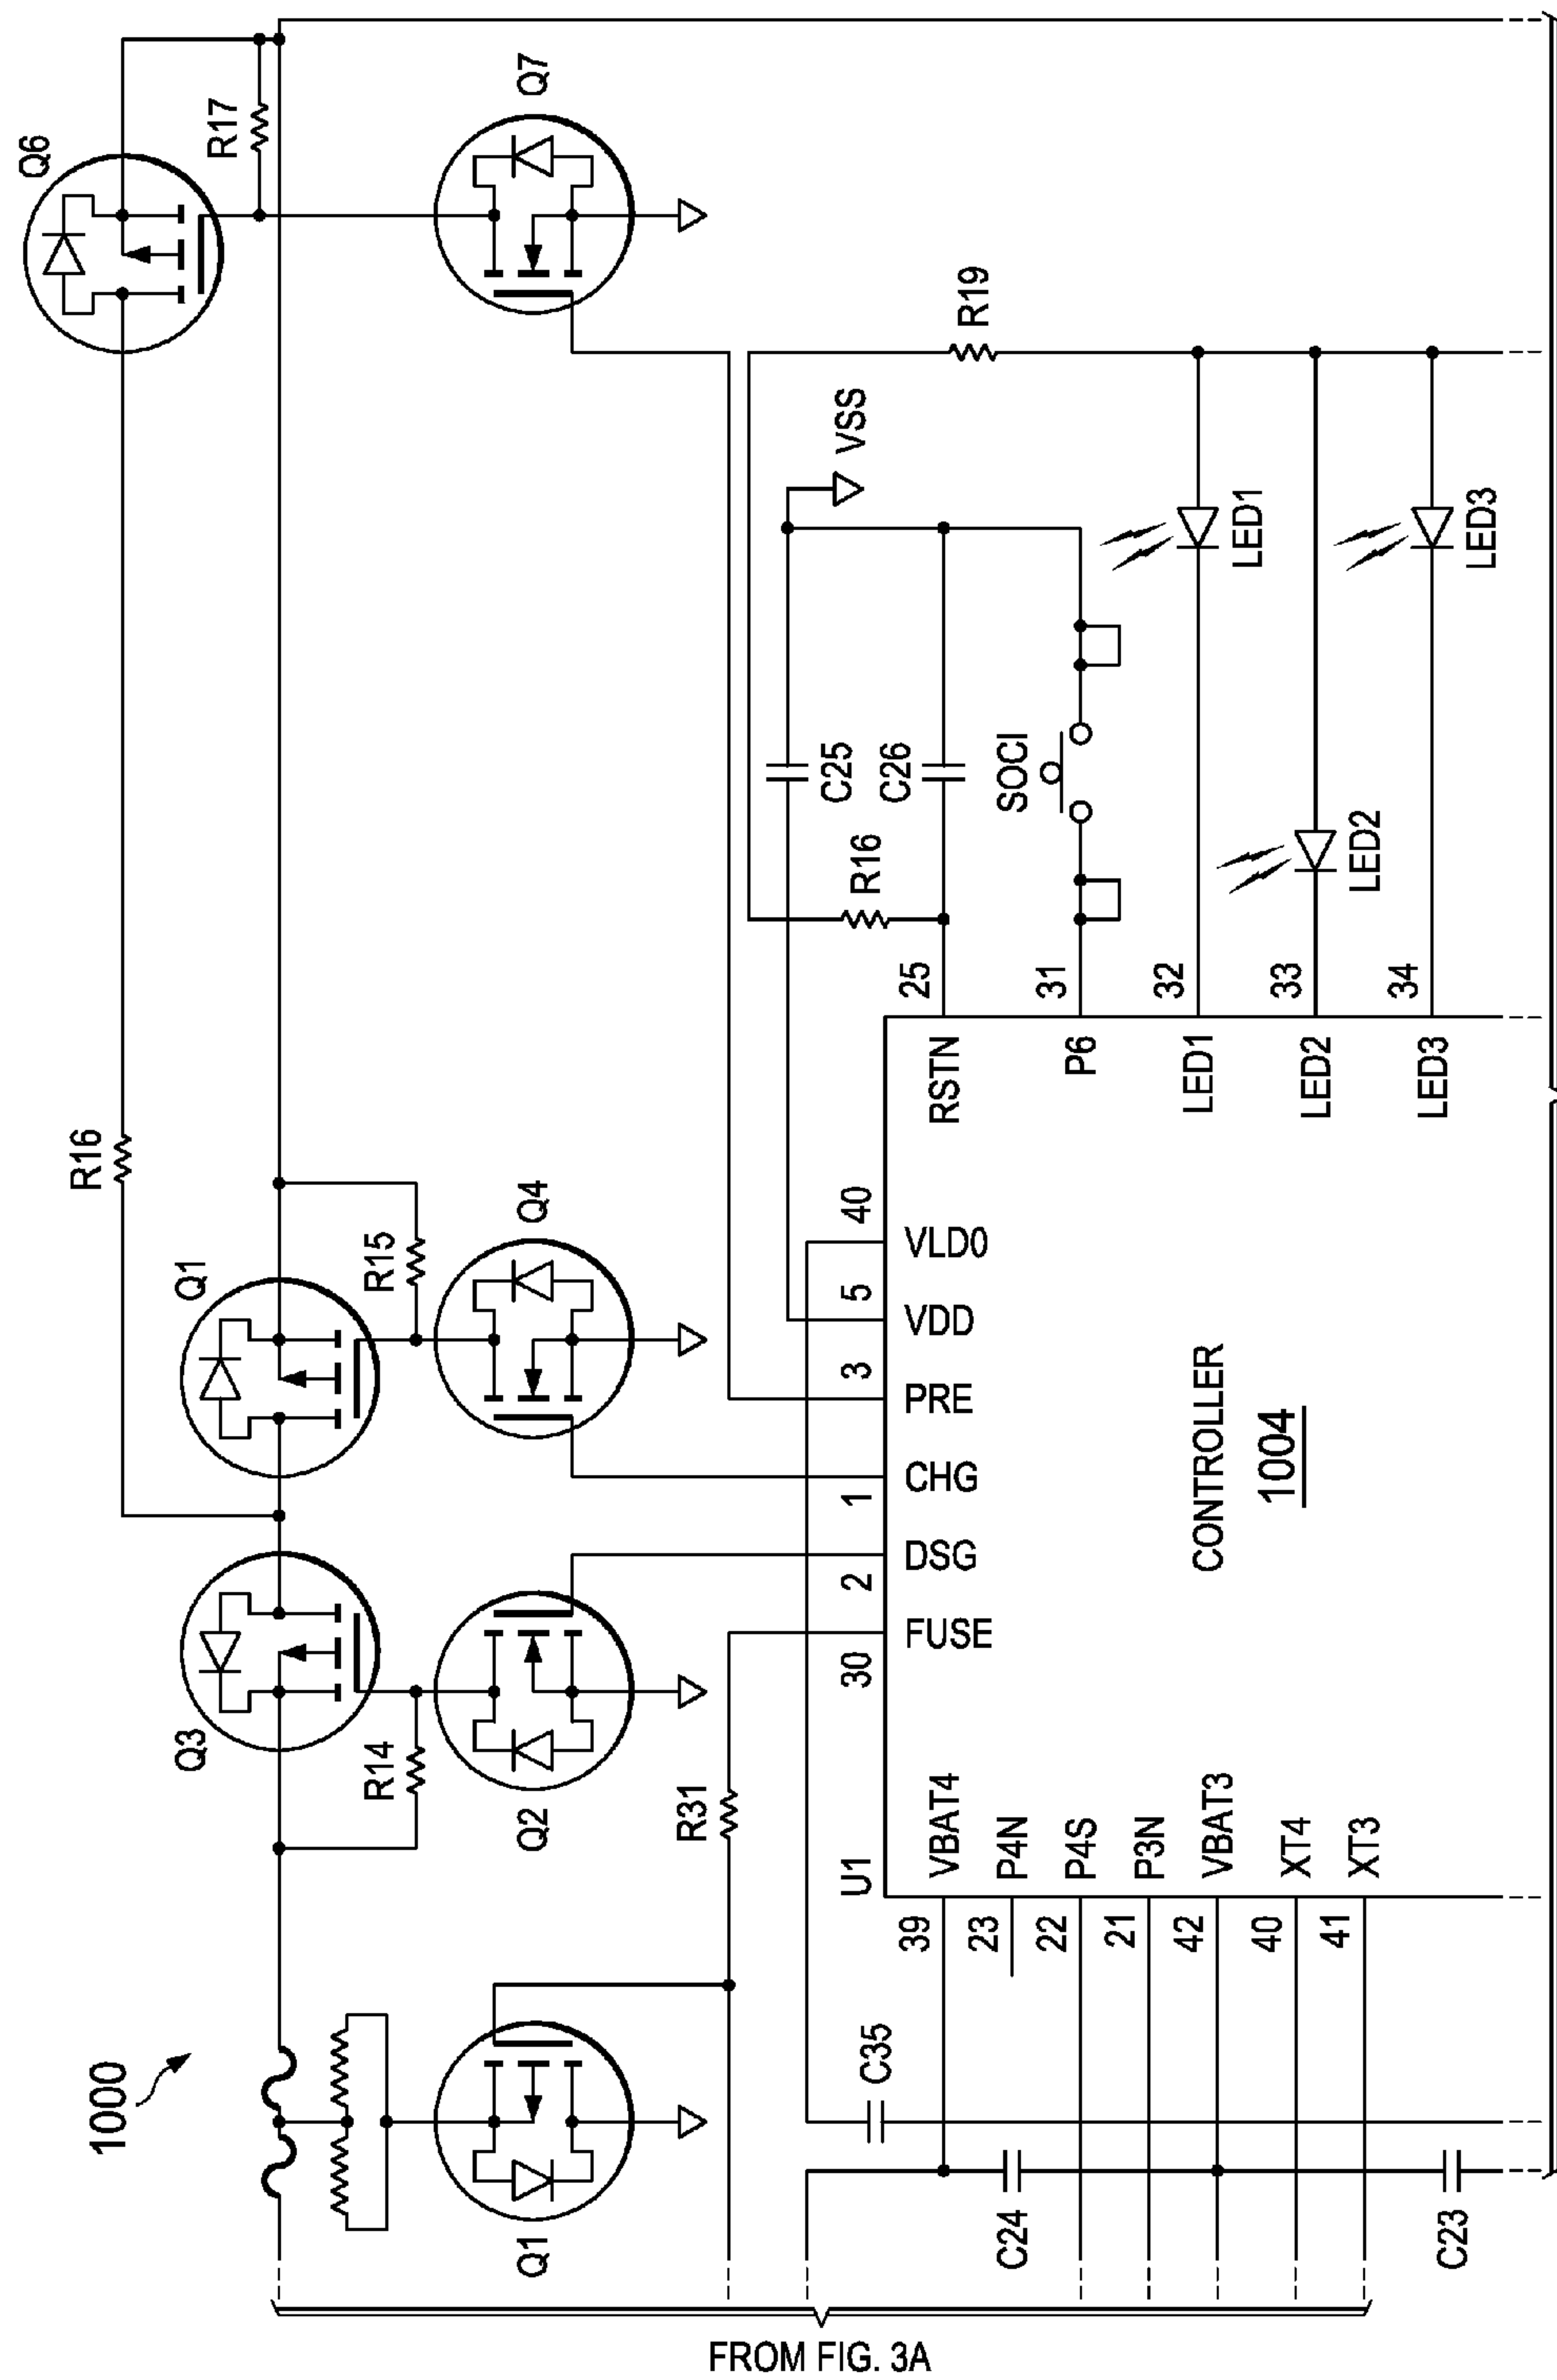 1000
Q1
Q3
R14
Q2
R31
R16
Q1
R15
Q4
Q6
R17
Q7
R19
VSS
C25
C26
R16
SOCI
LED1
LED2
LED3
25
31
32
33
34
RSTN
P6
LED1
LED2
LED3
30 FUSE
2 DSG
1 CHG
3 PRE
5 VDD
40 VLD0
CONTROLLER
1004
U1
39 VBAT4
23 P4N
22 P4S
21 P3N
42 VBAT3
40 XT4
41 XT3
C35
C24
C23
FROM FIG. 3A